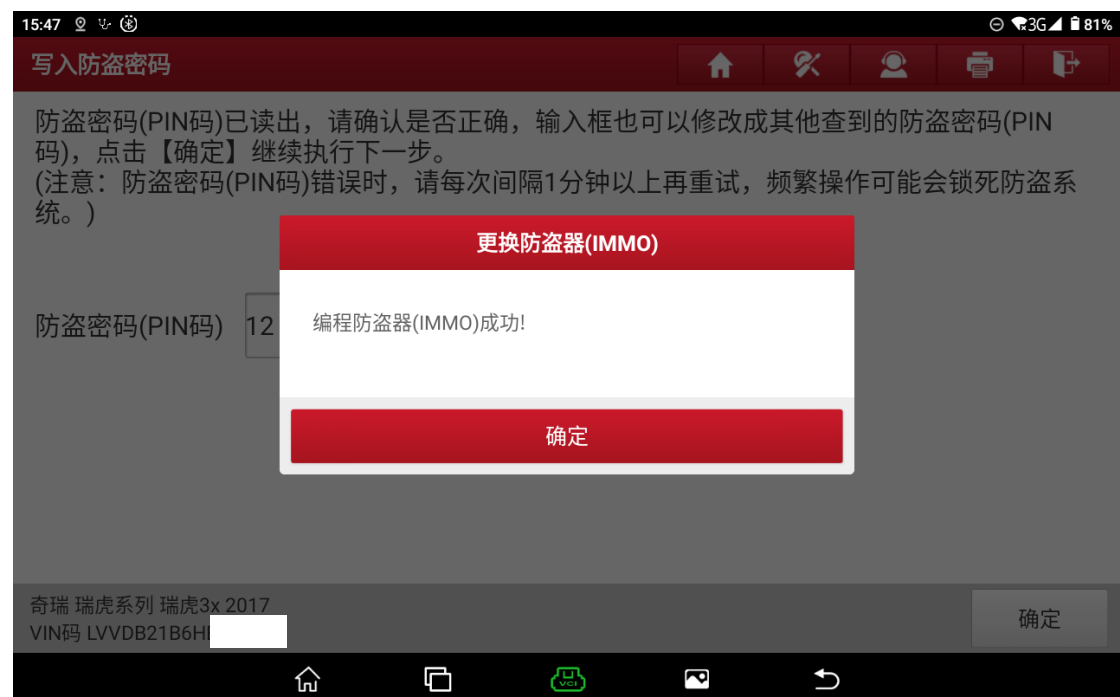 15:47
3G 81%
写入防盗密码
防盗密码(PIN码)已读出，请确认是否正确，输入框也可以修改成其他查到的防盗密码(PIN
码)，点击【确定】继续执行下一步。
(注意：防盗密码(PIN码)错误时，请每次间隔1分钟以上再重试，频繁操作可能会锁死防盗系
统。)
更换防盗器(IMMO)
编程防盗器(IMMO)成功!
确定
防盗密码(PIN码) 12
奇瑞 瑞虎系列 瑞虎3x 2017
VIN码 LVVDB21B6H
确定
VCI